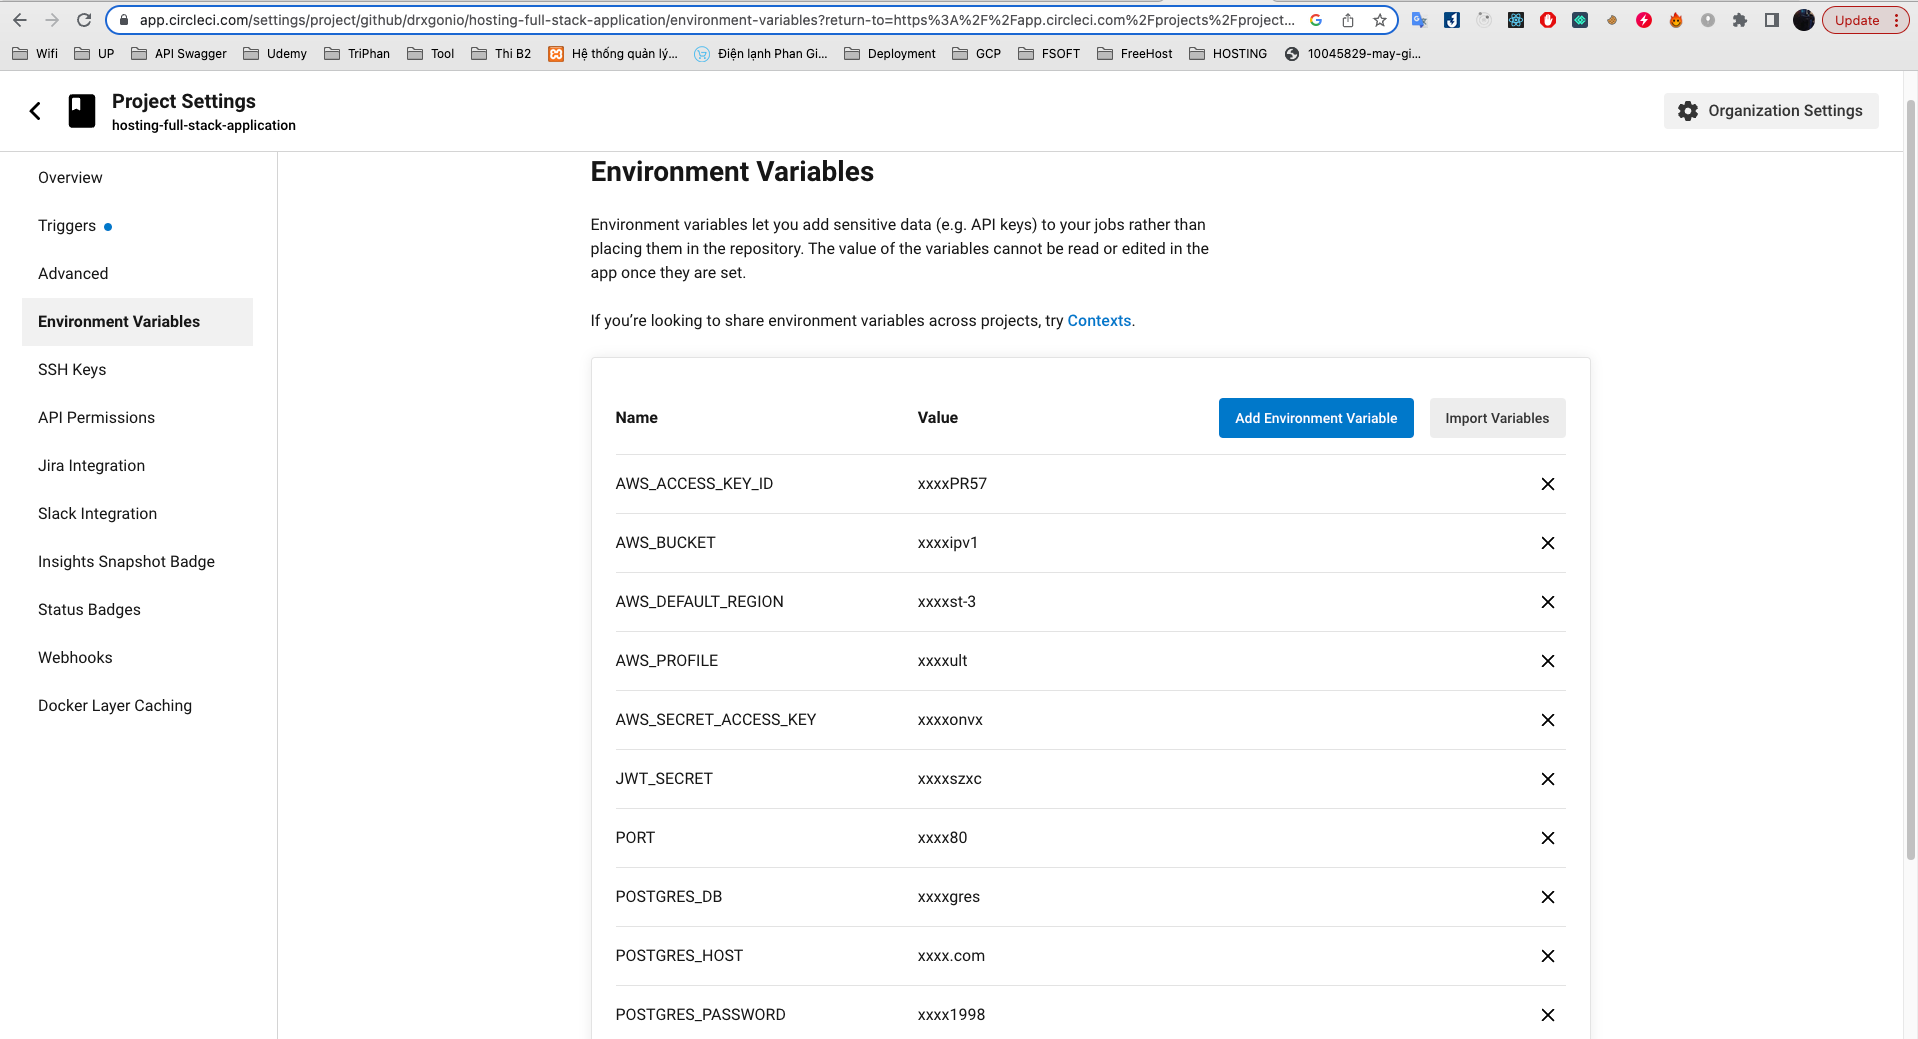 app.circleci.com/settings/project/github/drxgonio/hosting-full-stack-application/environment-variables?return-to=https%3A%2F%2Fapp.circleci.com%2Fprojects%2Fproject...
Update
Wifi UP API Swagger Udemy TriPhan Tool Thi B2 Hệ thống quản lý... Điện lạnh Phan Gi... Deployment GCP FSOFT FreeHost HOSTING 10045829-may-gi...
Project Settings
hosting-full-stack-application
Organization Settings
Overview
Triggers
Advanced
Environment Variables
SSH Keys
API Permissions
Jira Integration
Slack Integration
Insights Snapshot Badge
Status Badges
Webhooks
Docker Layer Caching
Environment Variables
Environment variables let you add sensitive data (e.g. API keys) to your jobs rather than
placing them in the repository. The value of the variables cannot be read or edited in the
app once they are set.
If you’re looking to share environment variables across projects, try Contexts.
Name Value Add Environment Variable Import Variables
AWS_ACCESS_KEY_ID xxxxPR57
AWS_BUCKET xxxxipv1
AWS_DEFAULT_REGION xxxxst-3
AWS_PROFILE xxxxult
AWS_SECRET_ACCESS_KEY xxxxonvx
JWT_SECRET xxxxszxc
PORT xxxx80
POSTGRES_DB xxxxgres
POSTGRES_HOST xxxx.com
POSTGRES_PASSWORD xxxx1998